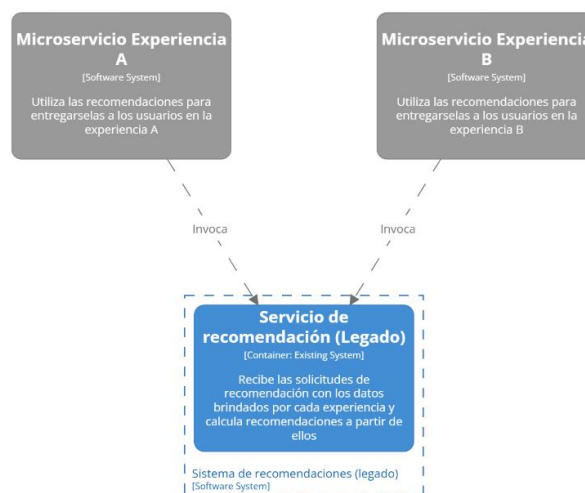 Microservicio Experiencia
A
[Software System]
Utiliza las recomendaciones para
entregarselas a los usuarios en la
experiencia A
Microservicio Experiencia
B
[Software System]
Utiliza las recomendaciones para
entregarselas a los usuarios en la
experiencia B
Invoca
Invoca
Servicio de
recomendación (Legado)
[Container: Existing System]
Recibe las solicitudes de
recomendación con los datos
brindados por cada experiencia y
calcula recomendaciones a partir de
ellos
Sistema de recomendaciones (legado)
[Software System]